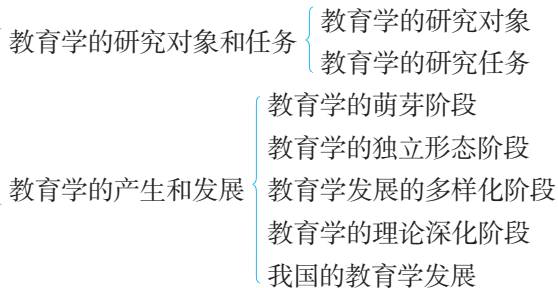 教育学的研究对象和任务
教育学的研究对象
教育学的研究任务
教育学的产生和发展
教育学的萌芽阶段
教育学的独立形态阶段
教育学发展的多样化阶段
教育学的理论深化阶段
我国的教育学发展